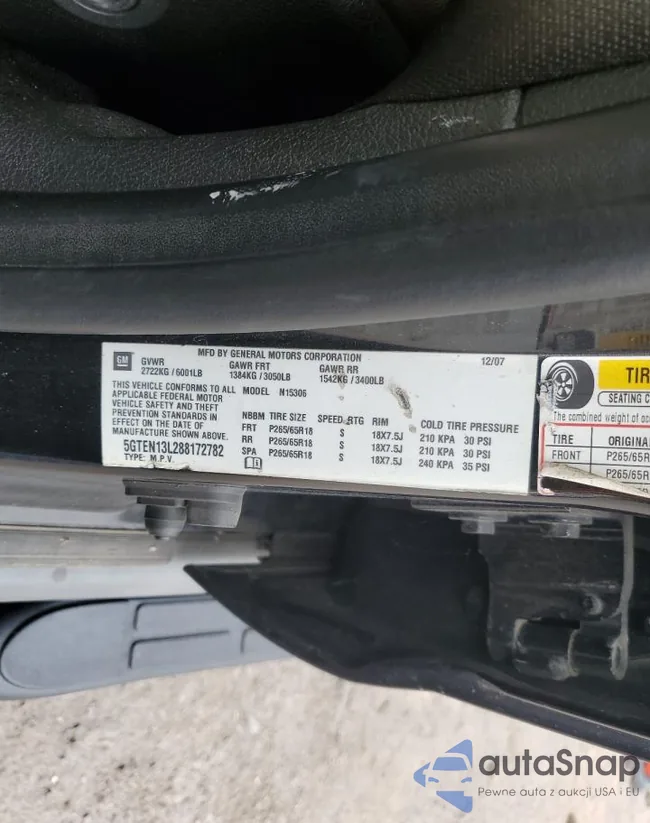 GM
MFD BY GENERAL MOTORS CORPORATION
12/07
GVWR GAWR FRT GAWR RR
2722KG / 6001LB 1384KG / 3050LB 1542KG / 3400LB
THIS VEHICLE CONFORMS TO ALL MODEL N15306
APPLICABLE FEDERAL MOTOR
VEHICLE SAFETY AND THEFT
PREVENTION STANDARDS IN
EFFECT ON THE DATE OF
MANUFACTURE SHOWN ABOVE.
5GTEN13L288172782
TYPE: M.P.V.
NBBM TIRE SIZE SPEED RTG RIM COLD TIRE PRESSURE
FRT P265/65R18 S 18X7.5J 210 KPA 30 PSI
RR P265/65R18 S 18X7.5J 210 KPA 30 PSI
SPA P265/65R18 S 18X7.5J 240 KPA 35 PSI
TIR
SEATING C
The combined weight of oc
TIRE ORIGINA
FRONT P265/65R
P265/65R
autaSnap
Pewne auta z aukcji USA i EU